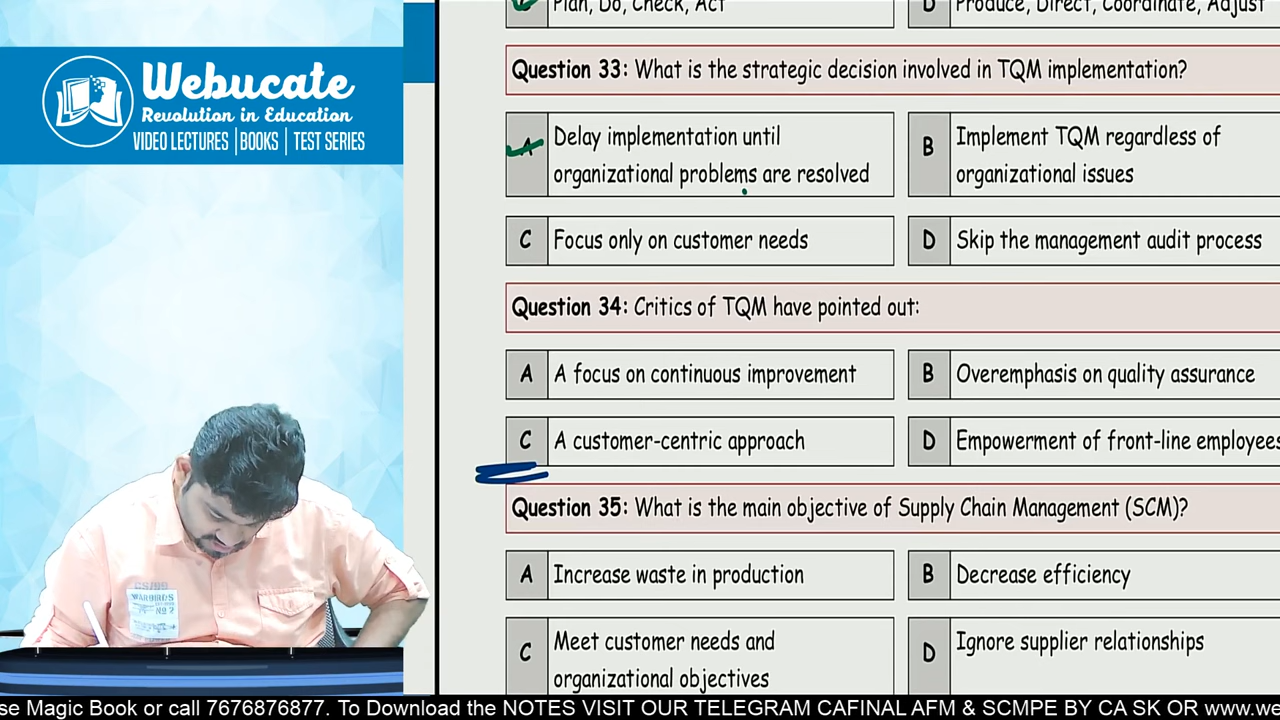 Webucate
Revolution in Education
VIDEO LECTURES | BOOKS | TEST SERIES
C Plan, Do, Check, Act
D Produce, Direct, Coordinate, Adjust
Question 33: What is the strategic decision involved in TQM implementation?
A Delay implementation until
organizational problems are resolved
B Implement TQM regardless of
organizational issues
C Focus only on customer needs
D Skip the management audit process
Question 34: Critics of TQM have pointed out:
A A focus on continuous improvement
B Overemphasis on quality assurance
C A customer-centric approach
D Empowerment of front-line employees
Question 35: What is the main objective of Supply Chain Management (SCM)?
A Increase waste in production
B Decrease efficiency
C Meet customer needs and
organizational objectives
D Ignore supplier relationships
WARBIRDS
NO 7
se Magic Book or call 7676876877. To Download the NOTES VISIT OUR TELEGRAM CAFINAL AFM & SCMPE BY CA SK OR www.we